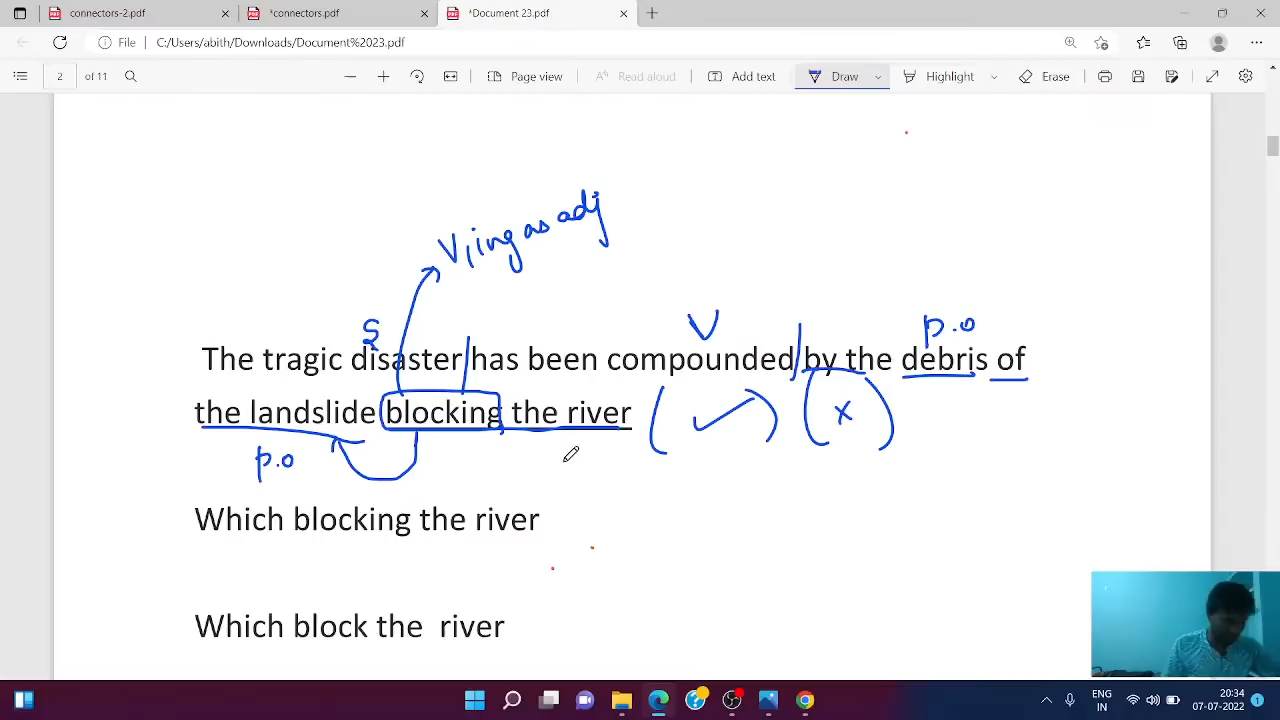 connectors-2.pdf
*connectors.pdf
*Document 23.pdf
File C:/Users/abith/Downloads/Document%2023.pdf
2 of 11
Page view
Read aloud
Add text
Draw
Highlight
Erase
V1ing as adj
S
V
p.o
The tragic disaster has been compounded by the debris of
the landslide blocking the river
p.o
Which blocking the river
Which block the river
ENG
IN
20:34
07-07-2022